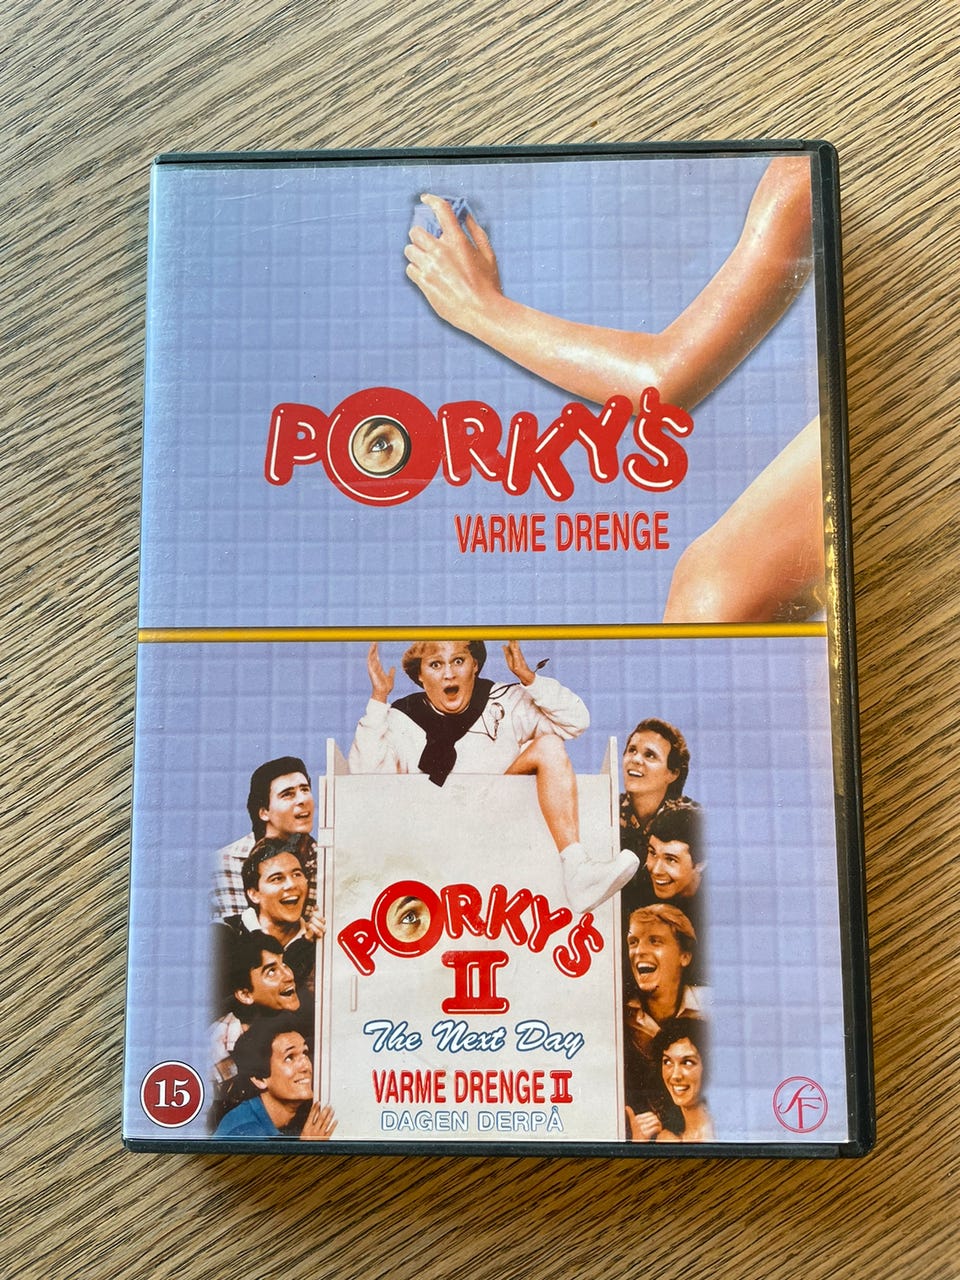 PORKY'S
VARME DRENGE
PORKY'S
II
The Next Day
VARME DRENGE II
DAGEN DERPÅ
15
SF